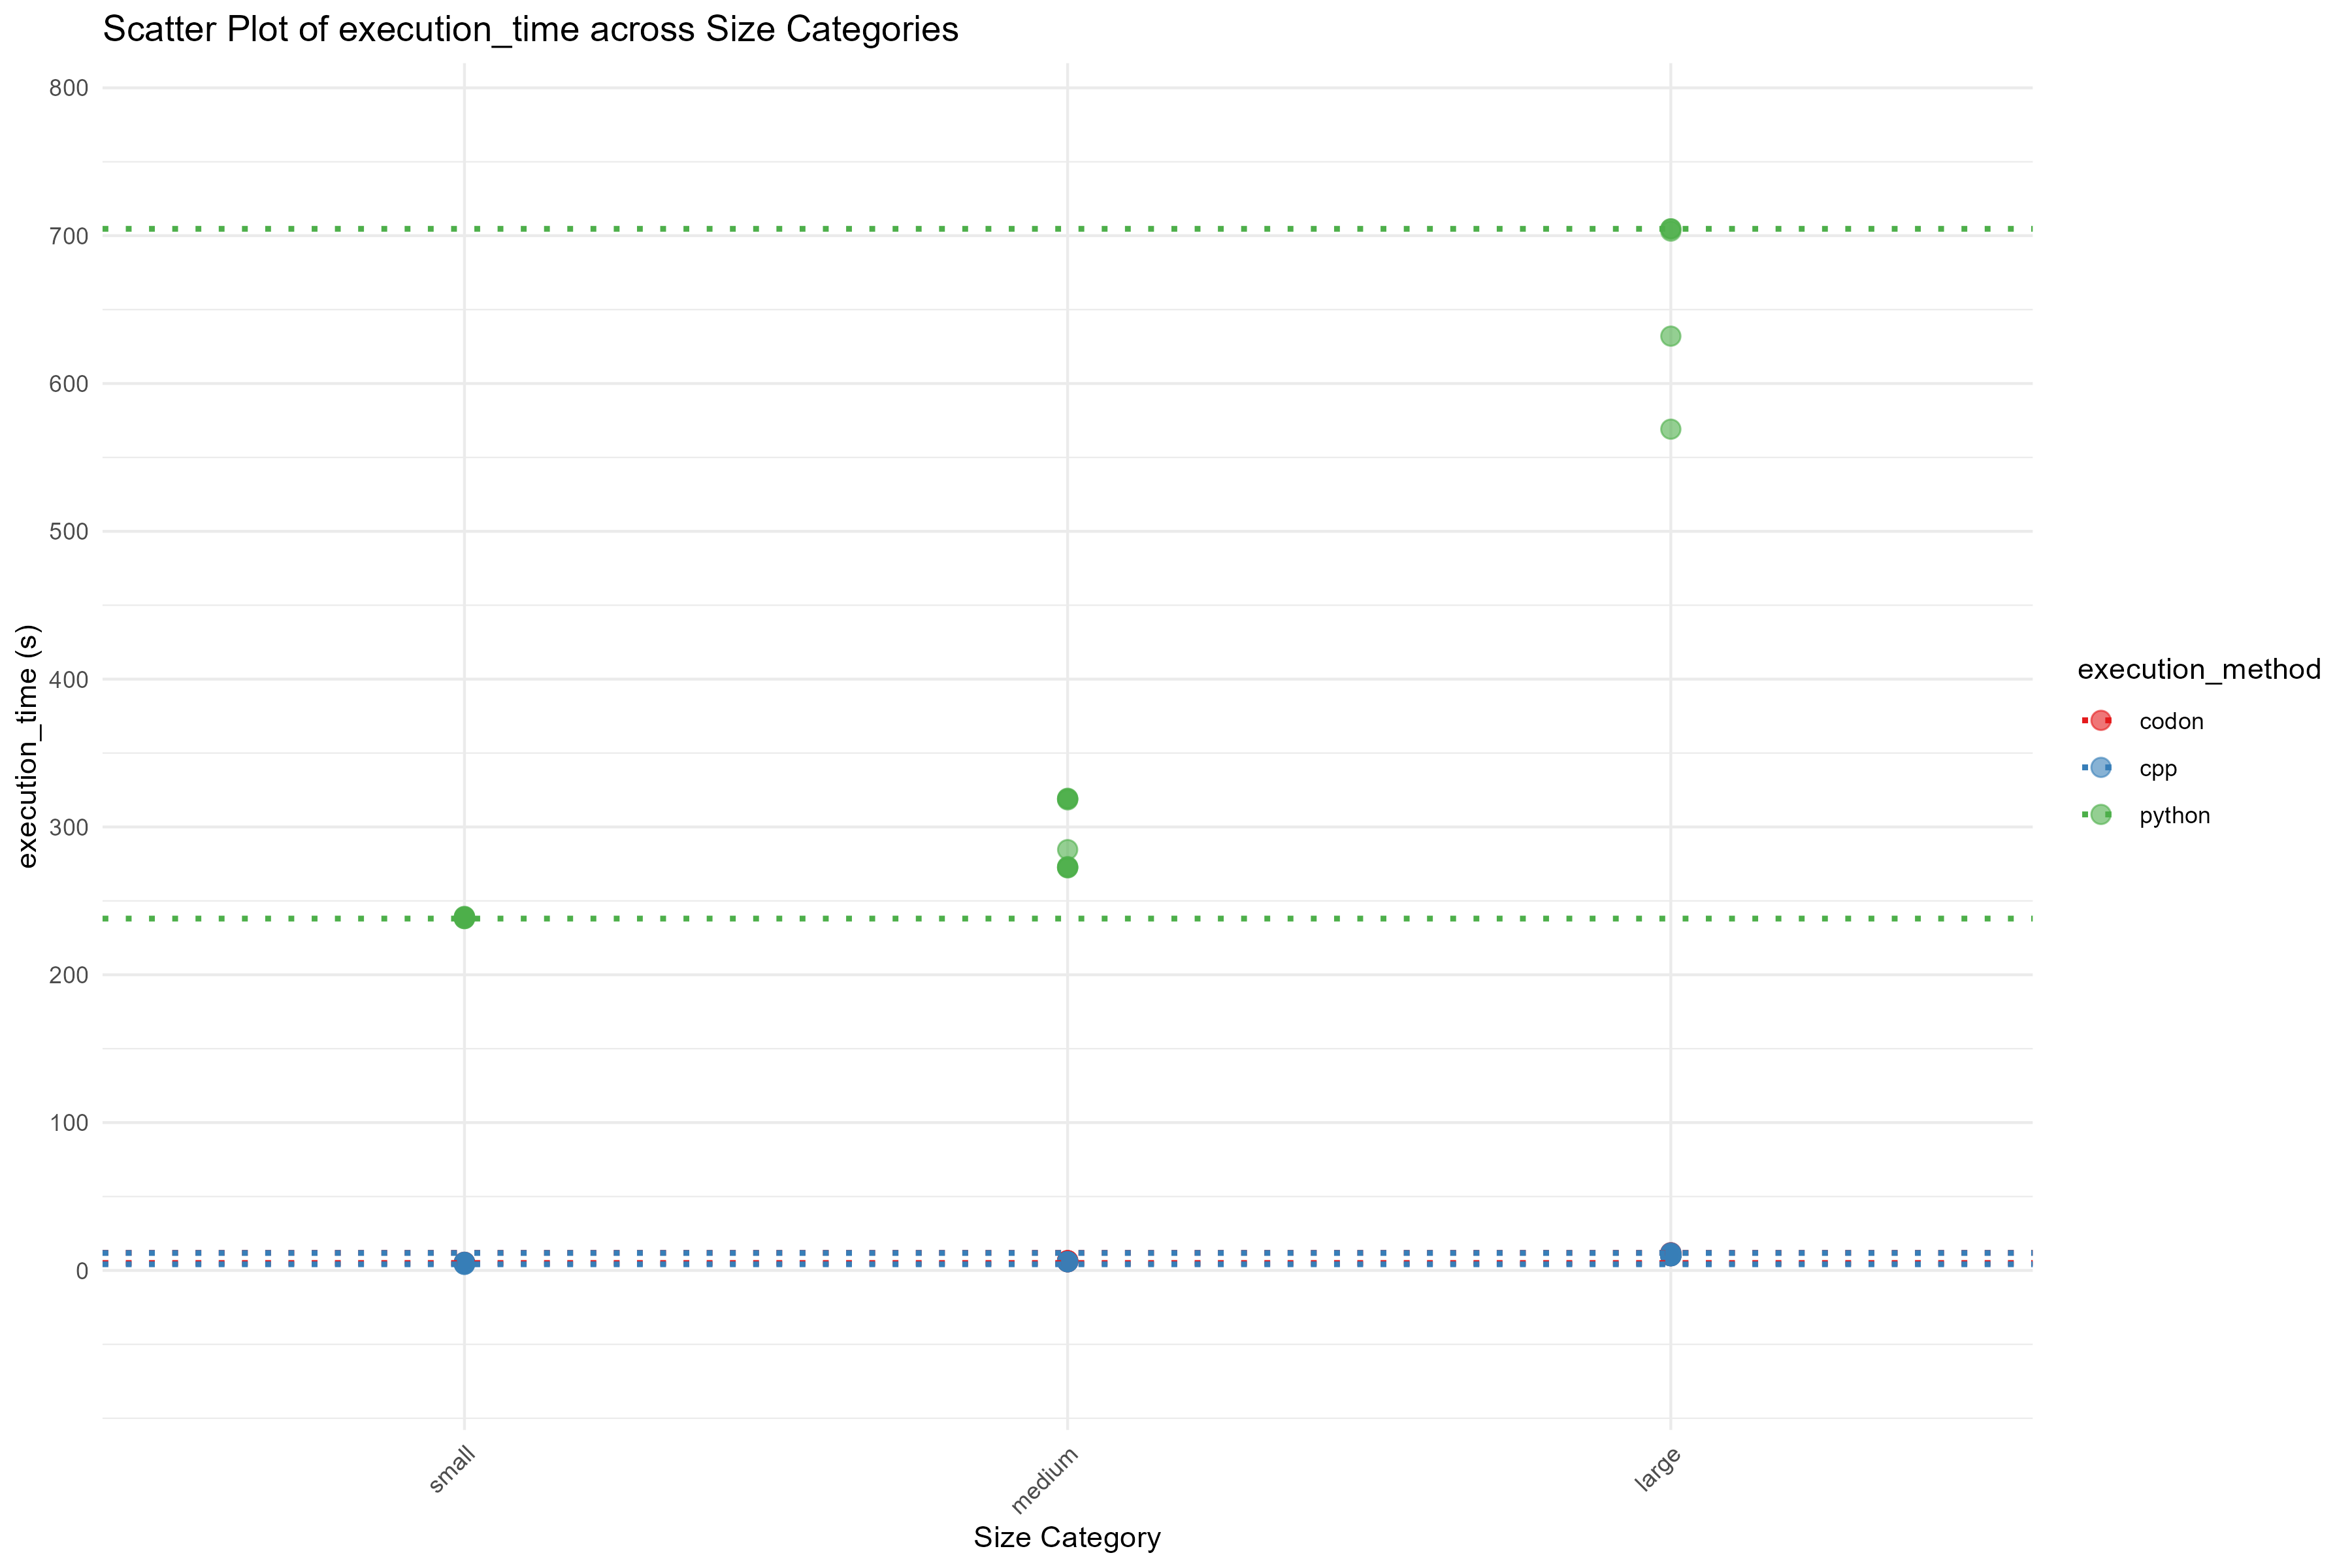 Scatter Plot of execution_time across Size Categories
800
700
600
500
400
300
200
100
0
execution_time (s)
small
medium
large
Size Category
execution_method
codon
cpp
python